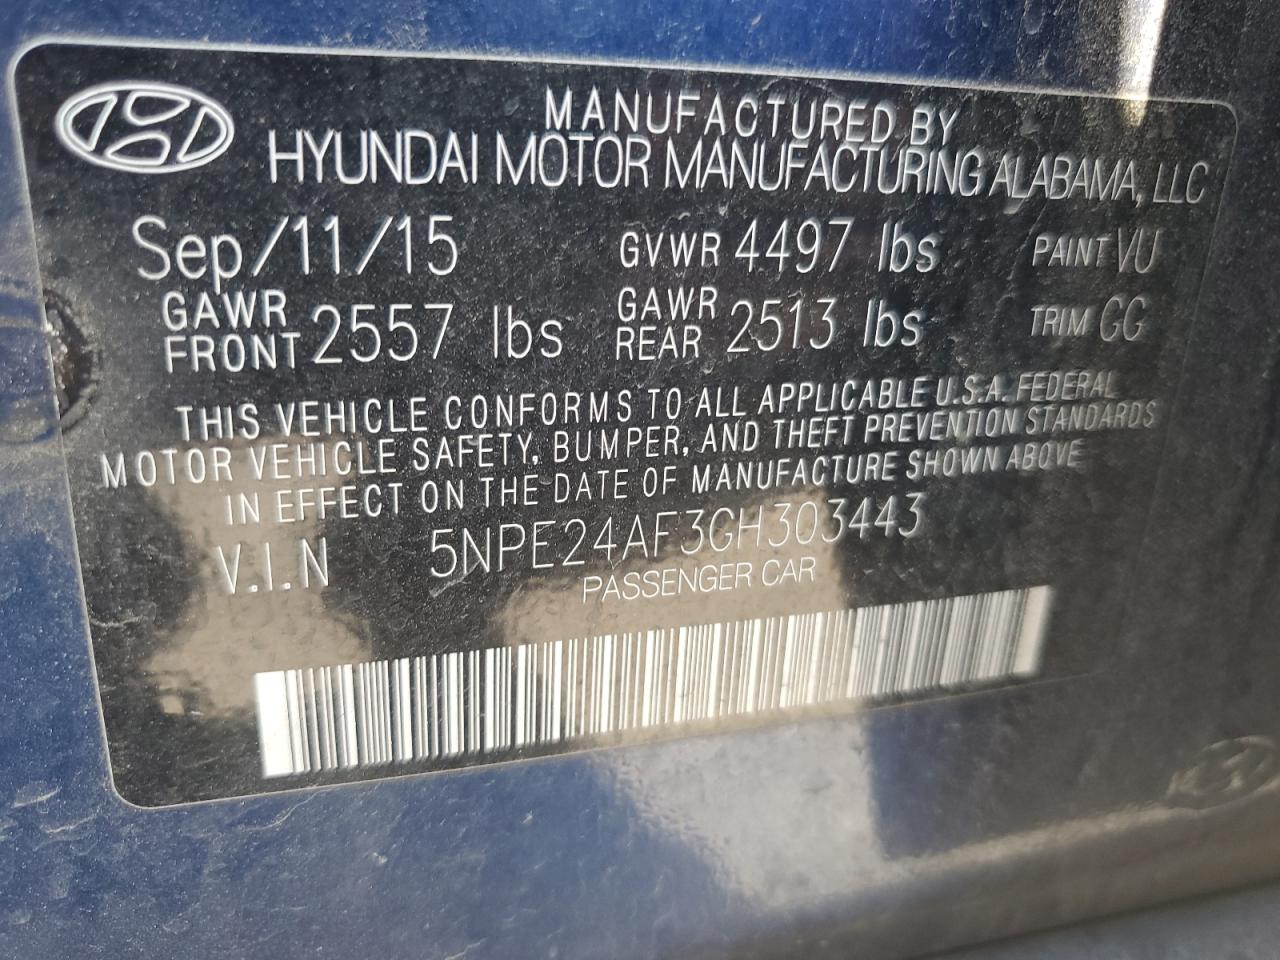 MANUFACTURED BY
HYUNDAI MOTOR MANUFACTURING ALABAMA, LLC
Sep/11/15 GVWR 4497 lbs PAINT VU
GAWR FRONT 2557 lbs GAWR REAR 2513 lbs TRIM GG
THIS VEHICLE CONFORMS TO ALL APPLICABLE U.S.A. FEDERAL
MOTOR VEHICLE SAFETY, BUMPER, AND THEFT PREVENTION STANDARDS
IN EFFECT ON THE DATE OF MANUFACTURE SHOWN ABOVE
V.I.N 5NPE24AF3GH303443
PASSENGER CAR